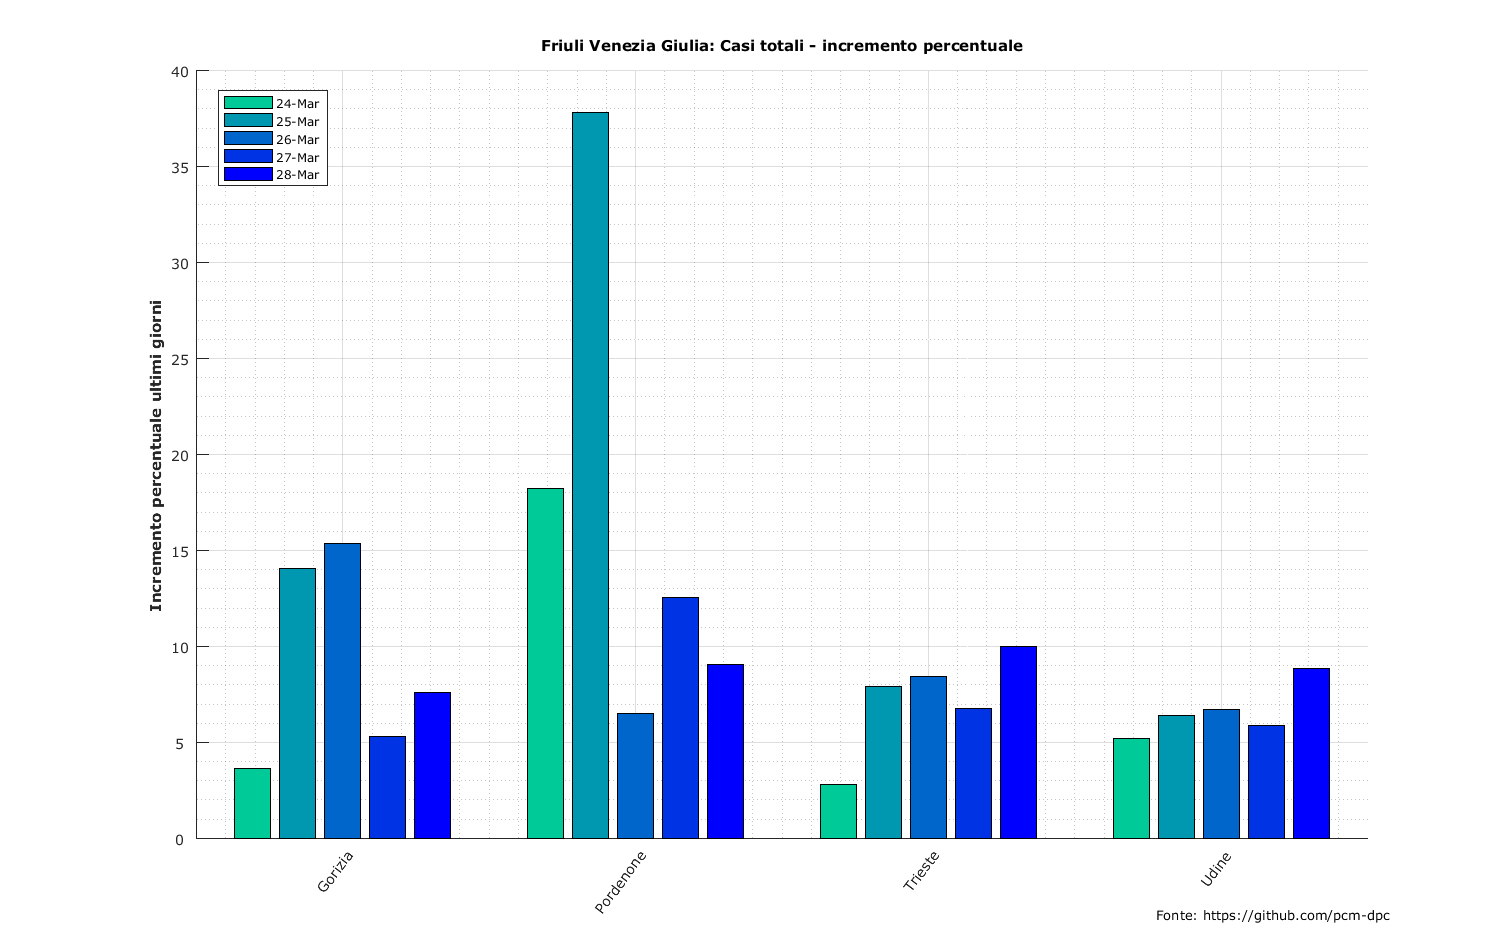 Friuli Venezia Giulia: Casi totali - incremento percentuale
40
35
30
25
20
15
10
5
0
Incremento percentuale ultimi giorni
24-Mar
25-Mar
26-Mar
27-Mar
28-Mar
Gorizia
Pordenone
Trieste
Udine
Fonte: https://github.com/pcm-dpc